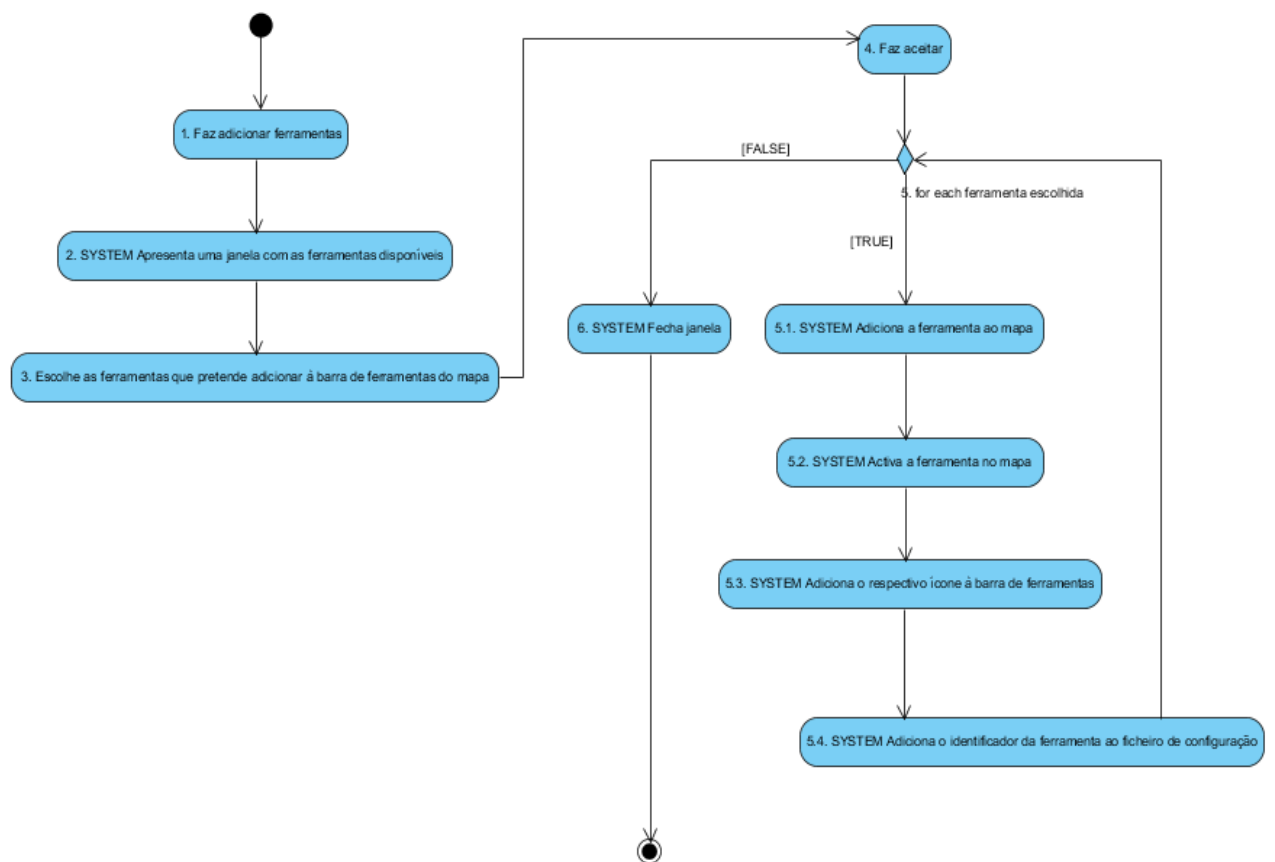 1. Faz adicionar ferramentas
2. SYSTEM Apresenta uma janela com as ferramentas disponíveis
3. Escolhe as ferramentas que pretende adicionar à barra de ferramentas do mapa
4. Faz aceitar
[FALSE]
5. for each ferramenta escolhida
[TRUE]
6. SYSTEM Fecha janela
5.1. SYSTEM Adiciona a ferramenta ao mapa
5.2. SYSTEM Activa a ferramenta no mapa
5.3. SYSTEM Adiciona o respectivo ícone à barra de ferramentas
5.4. SYSTEM Adiciona o identificador da ferramenta ao ficheiro de configuração